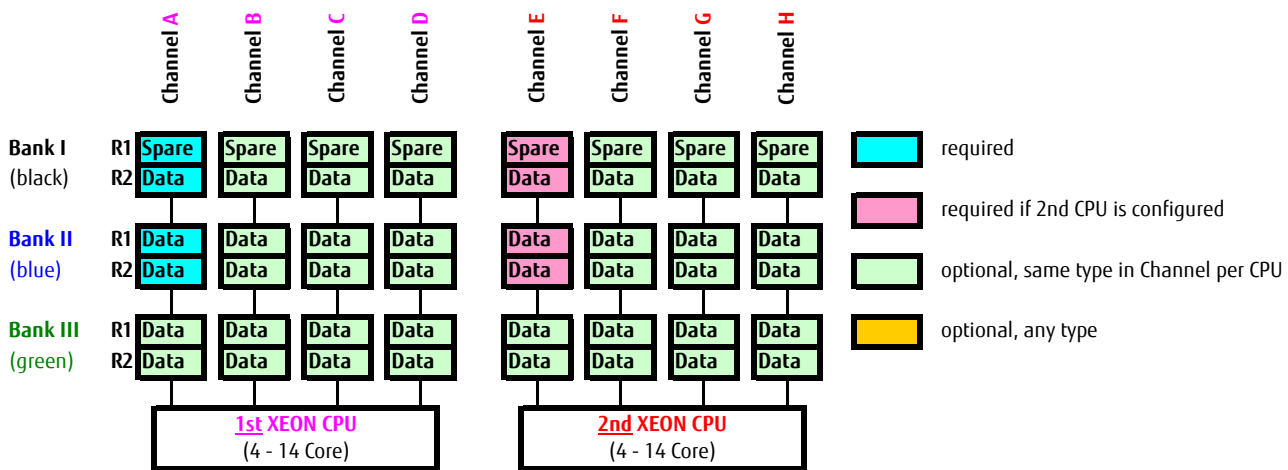 Channel A Channel B Channel C Channel D Channel E Channel F Channel G Channel H
Bank I R1 Spare Spare Spare Spare Spare Spare Spare Spare required
(black) R2 Data Data Data Data Data Data Data Data
required if 2nd CPU is configured
Bank II R1 Data Data Data Data Data Data Data Data
(blue) R2 Data Data Data Data Data Data Data Data optional, same type in Channel per CPU
Bank III R1 Data Data Data Data Data Data Data Data optional, any type
(green) R2 Data Data Data Data Data Data Data Data
1st XEON CPU 2nd XEON CPU
(4 - 14 Core) (4 - 14 Core)